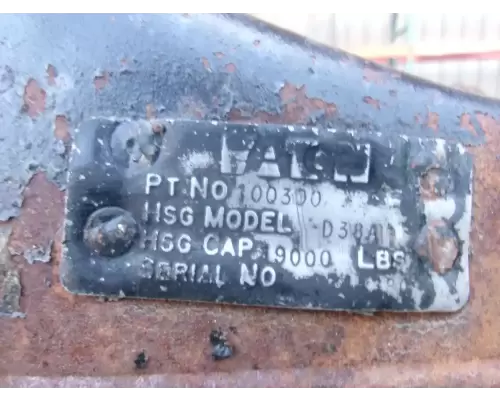 EATON
PT NO 100300
HSG MODEL D38A
HSG CAP 19000 LBS
SERIAL NO